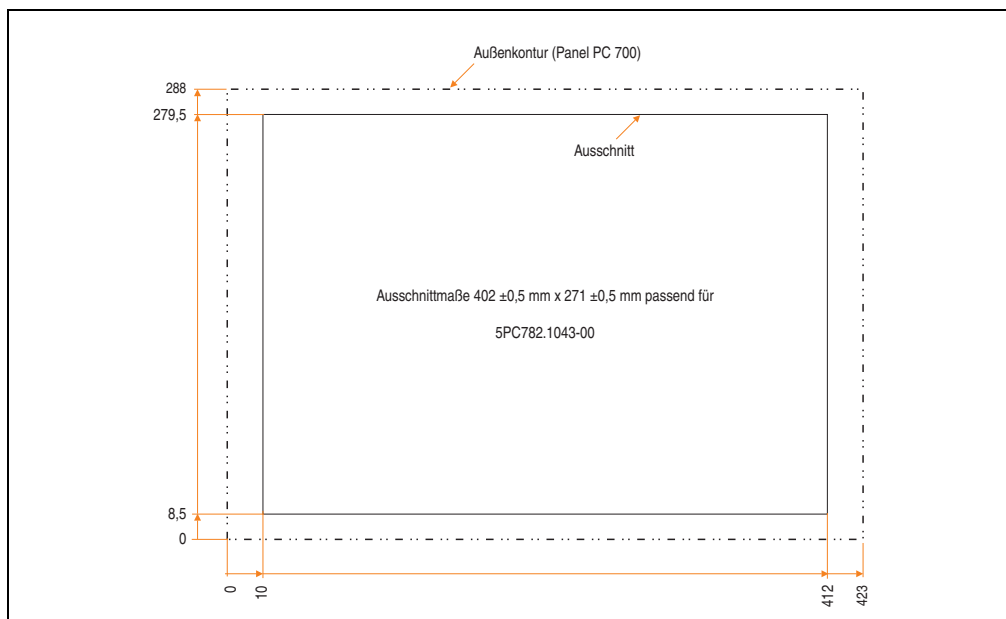 Außenkontur (Panel PC 700)
288
279,5
Ausschnitt
Ausschnittmaße 402 ±0,5 mm x 271 ±0,5 mm passend für
5PC782.1043-00
8,5
0
0
10
412
423